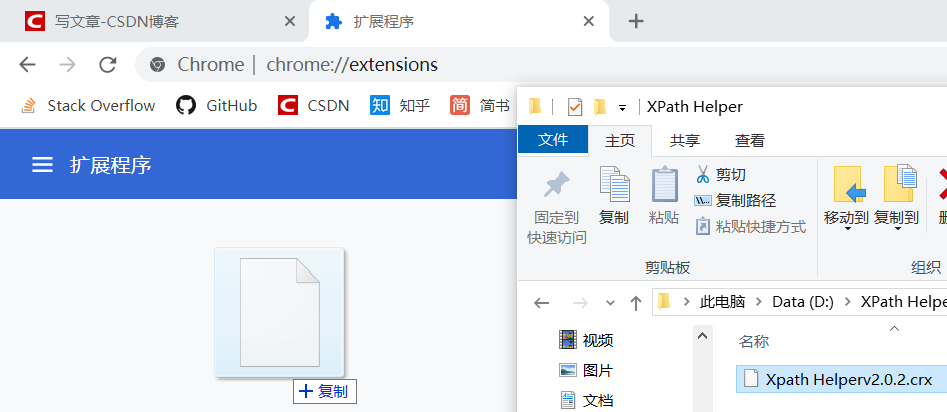 写文章-CSDN博客
扩展程序
Chrome | chrome://extensions
Stack Overflow
GitHub
CSDN
知 知乎
简 简书
扩展程序
复制
XPath Helper
文件
主页
共享
查看
固定到
快速访问
复制
粘贴
剪切
复制路径
粘贴快捷方式
剪贴板
移动到
复制到
组织
此电脑
Data (D:)
XPath Helpe
视频
图片
文档
名称
Xpath Helperv2.0.2.crx